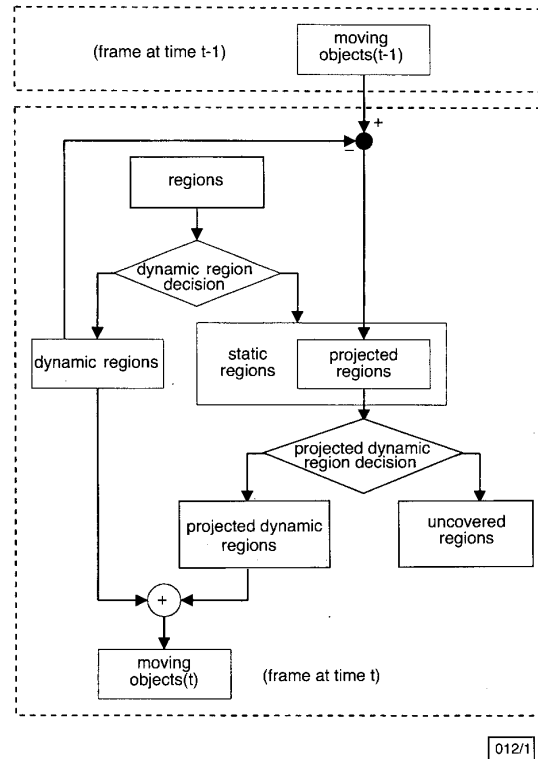 (frame at time t-1)
moving
objects(t-1)
+
−
regions
dynamic region
decision
dynamic regions
static
regions
projected
regions
projected dynamic
region decision
projected dynamic
regions
uncovered
regions
+
moving
objects(t)
(frame at time t)
012/1